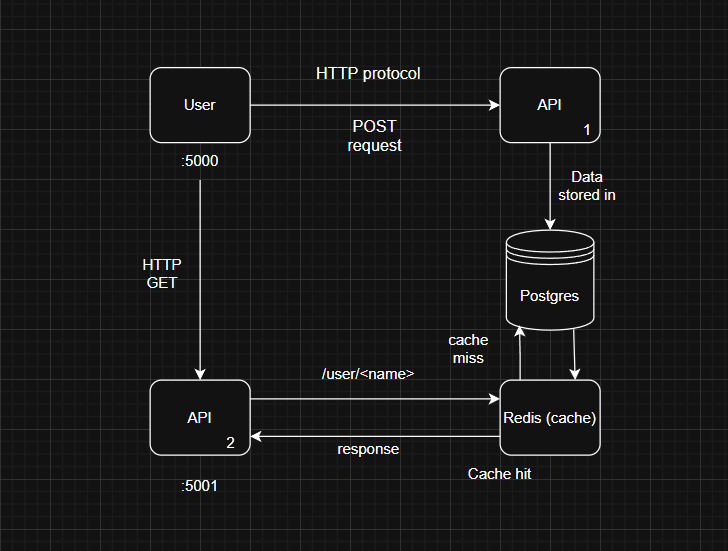 HTTP protocol
User
API
1
POST
request
:5000
Data
stored in
HTTP
GET
Postgres
cache
miss
/user/<name>
API
2
Redis (cache)
response
Cache hit
:5001